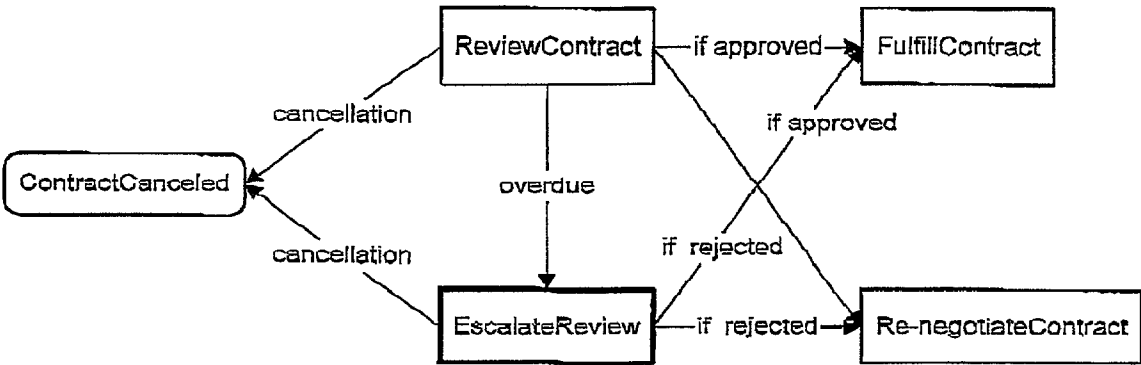 ReviewContract
if approved
FulfillContract
cancellation
if approved
ContractCanceled
overdue
cancellation
if rejected
EscalateReview
if rejected
Re-negotiateContract